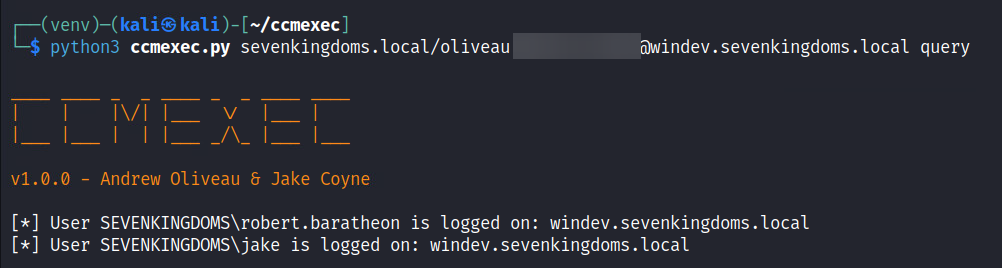 ┌──(venv)─(kali㉿kali)-[~/ccmexec]
└─$ python3 ccmexec.py sevenkingdoms.local/oliveau @windev.sevenkingdoms.local query
CCMEXEC
v1.0.0 - Andrew Oliveau & Jake Coyne
[*] User SEVENKINGDOMS\robert.baratheon is logged on: windev.sevenkingdoms.local
[*] User SEVENKINGDOMS\jake is logged on: windev.sevenkingdoms.local